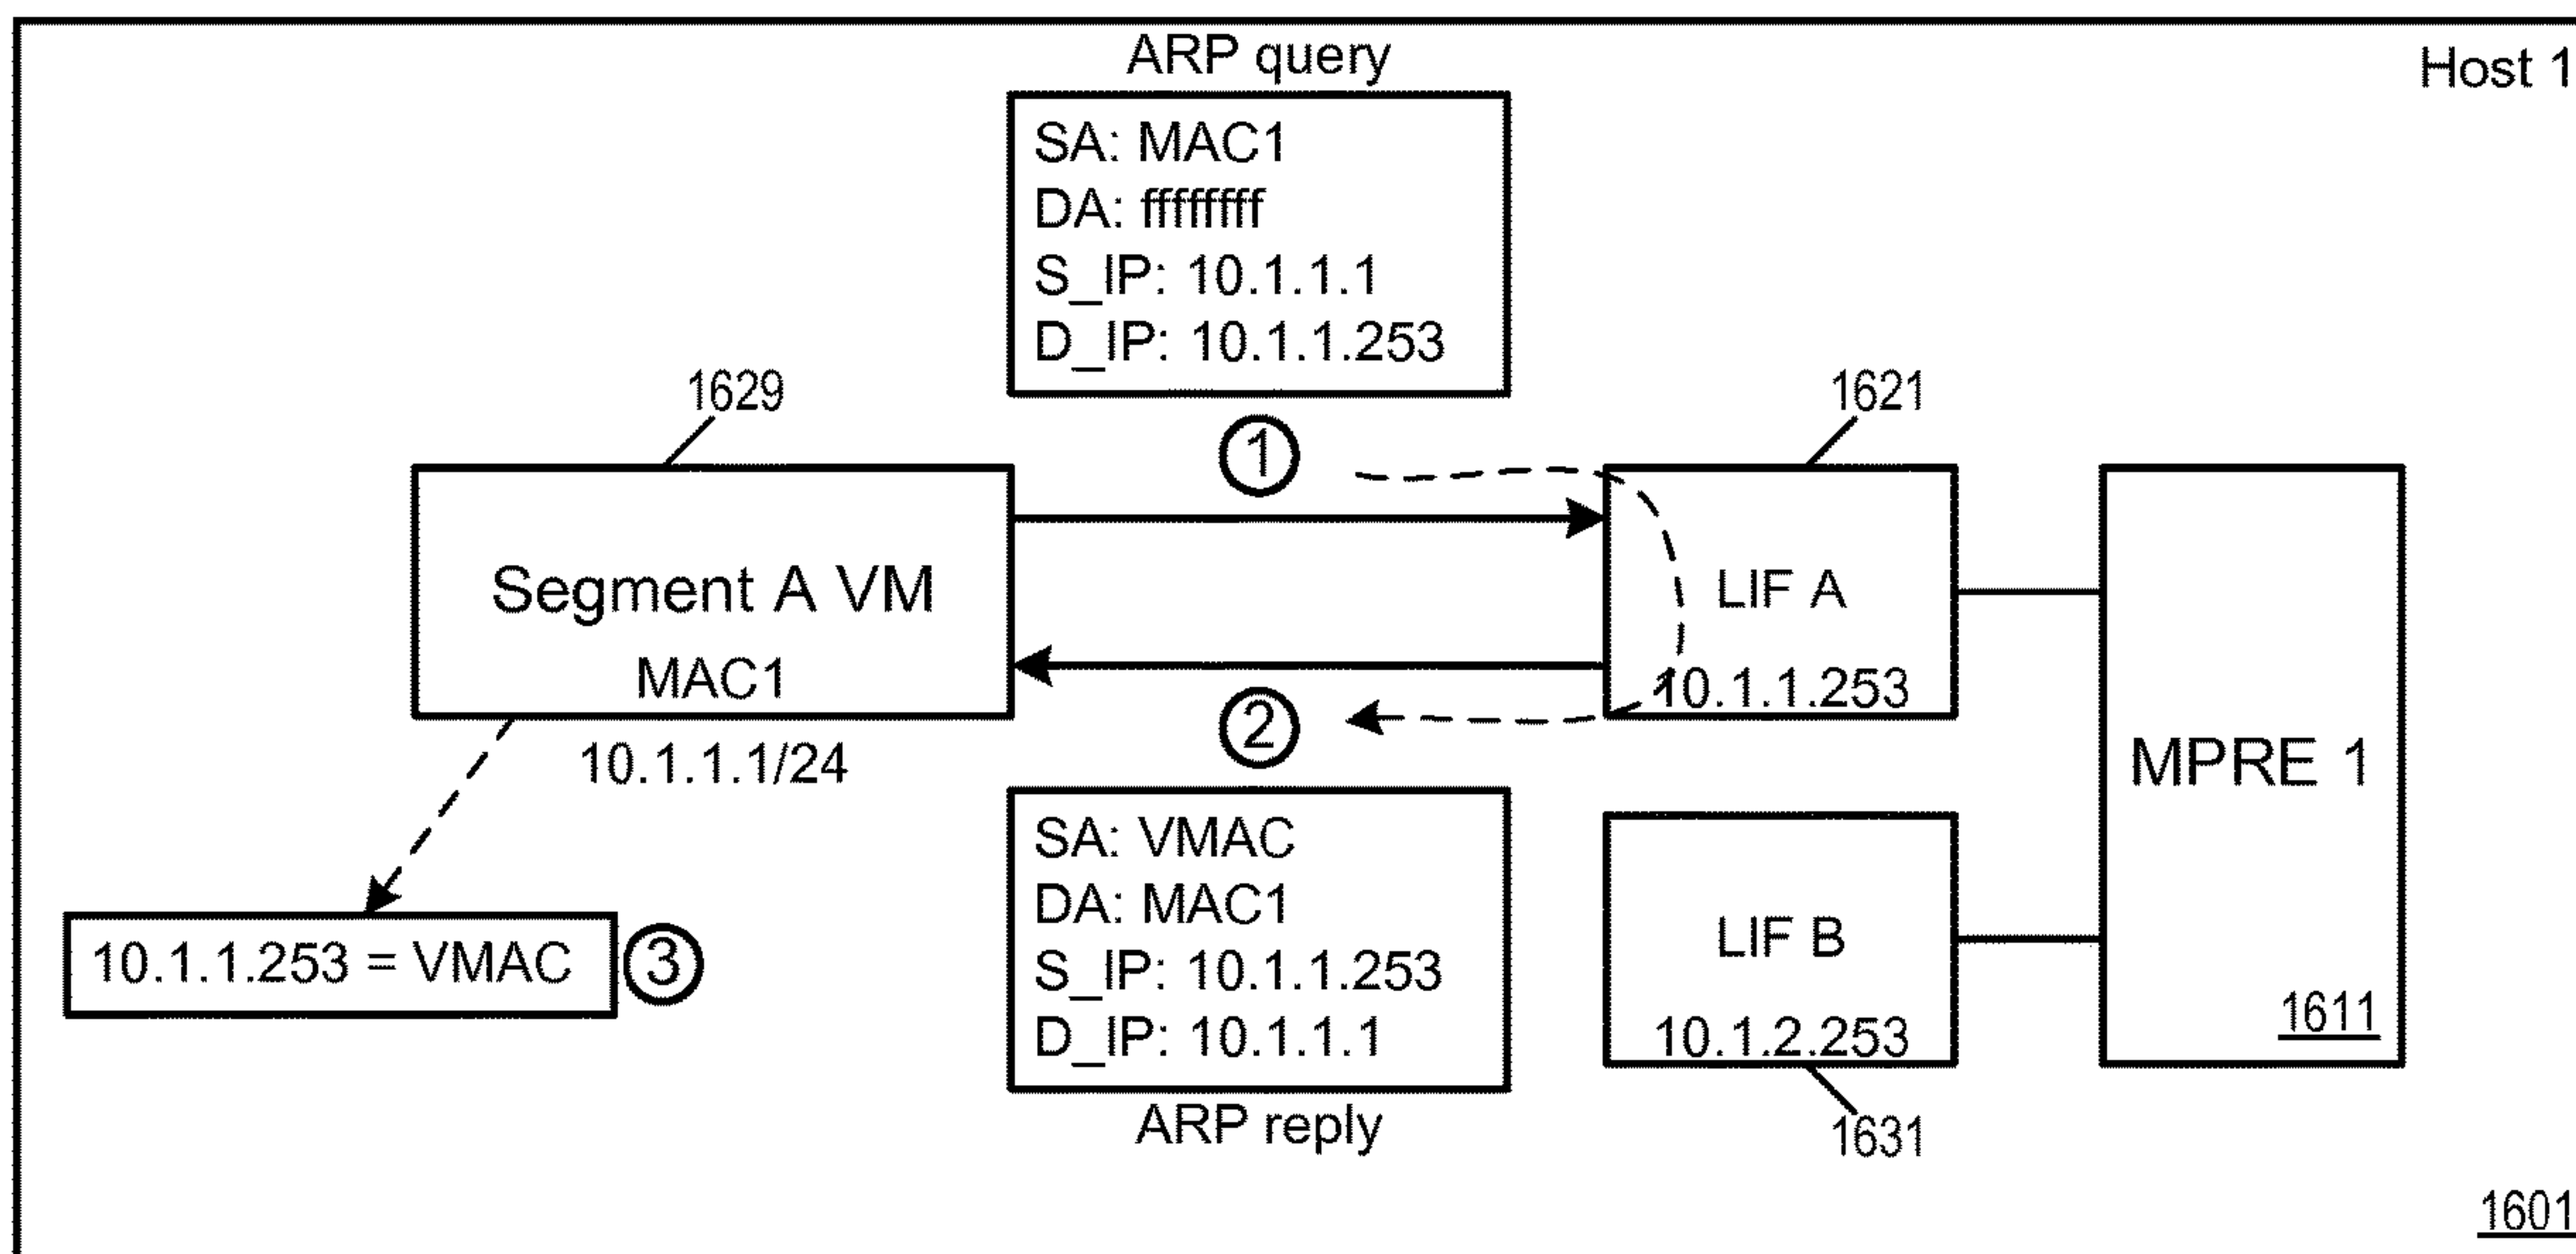 ARP query
Host 1
SA: MAC1
DA: fffffffff
S_IP: 10.1.1.1
D_IP: 10.1.1.253
1629
1621
1
Segment A VM
MAC1
10.1.1.1/24
LIF A
10.1.1.253
MPRE 1
1611
2
SA: VMAC
DA: MAC1
S_IP: 10.1.1.253
D_IP: 10.1.1.1
ARP reply
LIF B
10.1.2.253
1631
10.1.1.253 = VMAC
3
1601